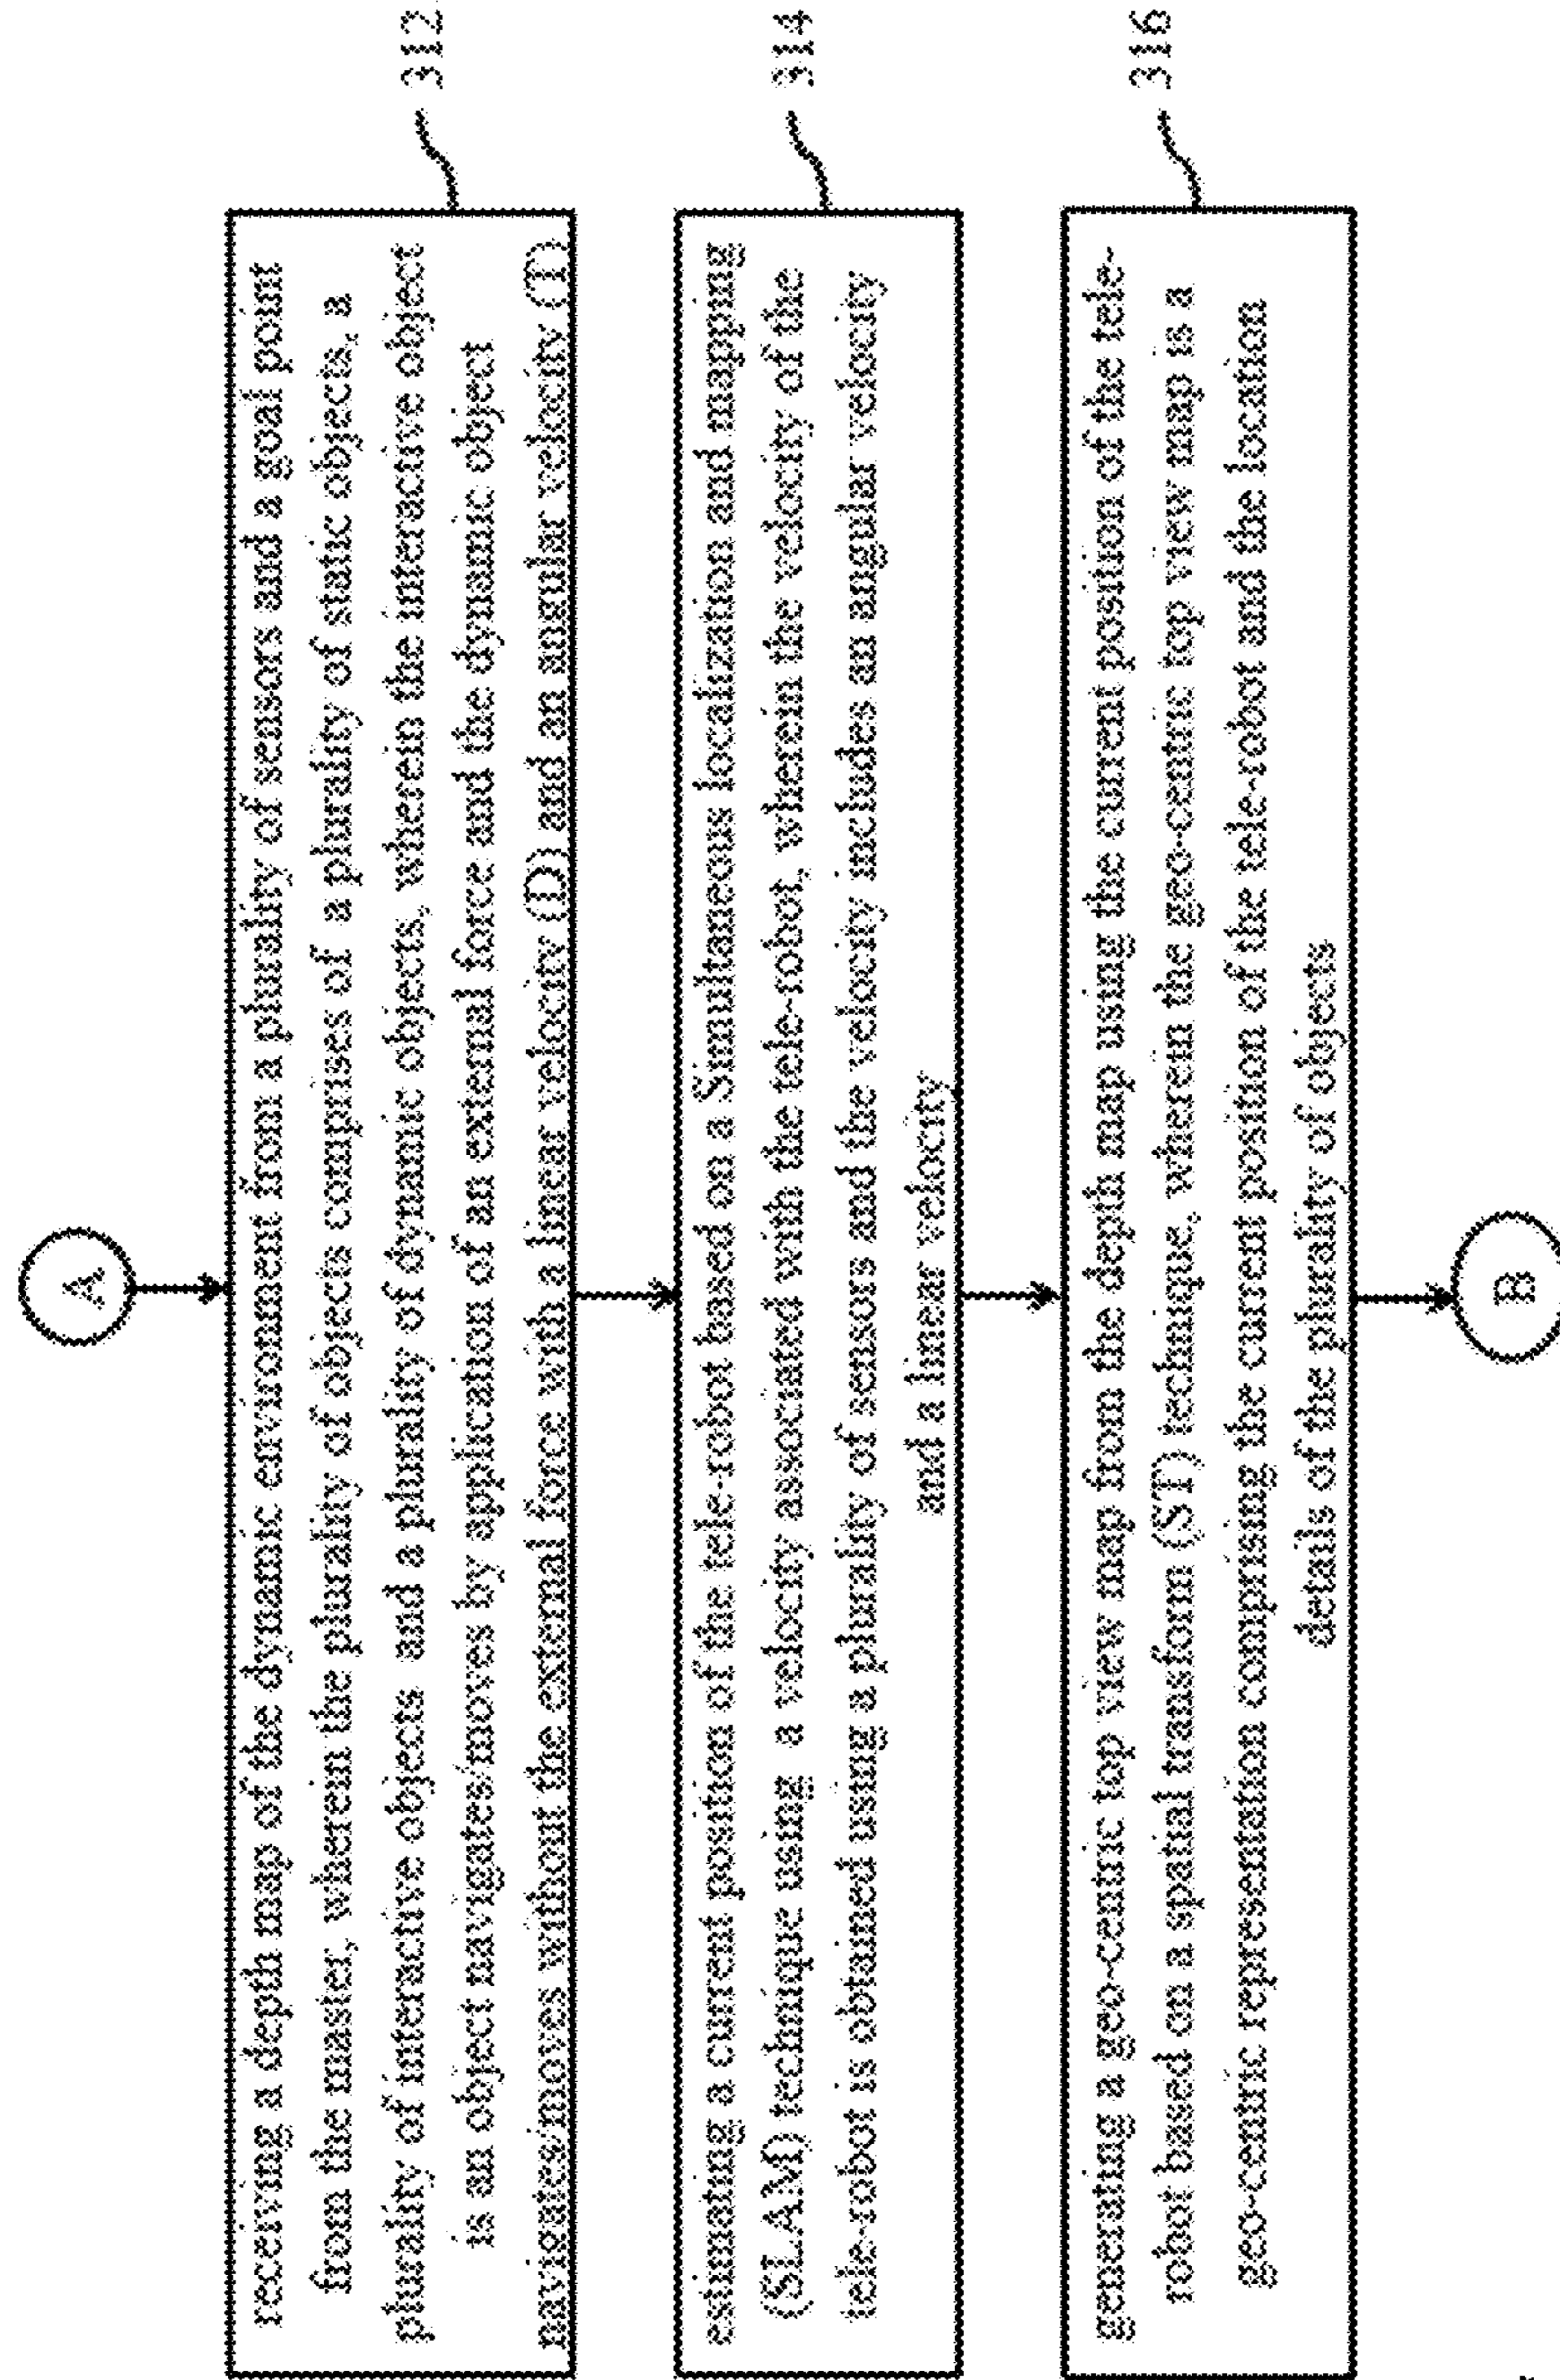 A
receiving a depth map of the dynamic environment from a plurality of sensors and a goal point
from the master, wherein the plurality of objects comprises of a plurality of static objects, a
plurality of interactive objects and a plurality of dynamic objects, wherein the interactive object
is an object navigates/moves by application of an external force and the dynamic object
navigates/moves without the external force with a linear velocity (D) and an angular velocity (T)
312
estimating a current position of the tele-robot based on a Simultaneous localization and mapping
(SLAM) technique using a velocity associated with the tele-robot, wherein the velocity of the
tele-robot is obtained using a plurality of sensors and the velocity includes an angular velocity
and a linear velocity
314
generating a geo-centric top view map from the depth map using the current position of the tele-
robot based on a spatial transform (ST) technique, wherein the geo-centric top view map is a
geo-centric representation comprising the current position of the tele-robot and the location
details of the plurality of objects
316
B